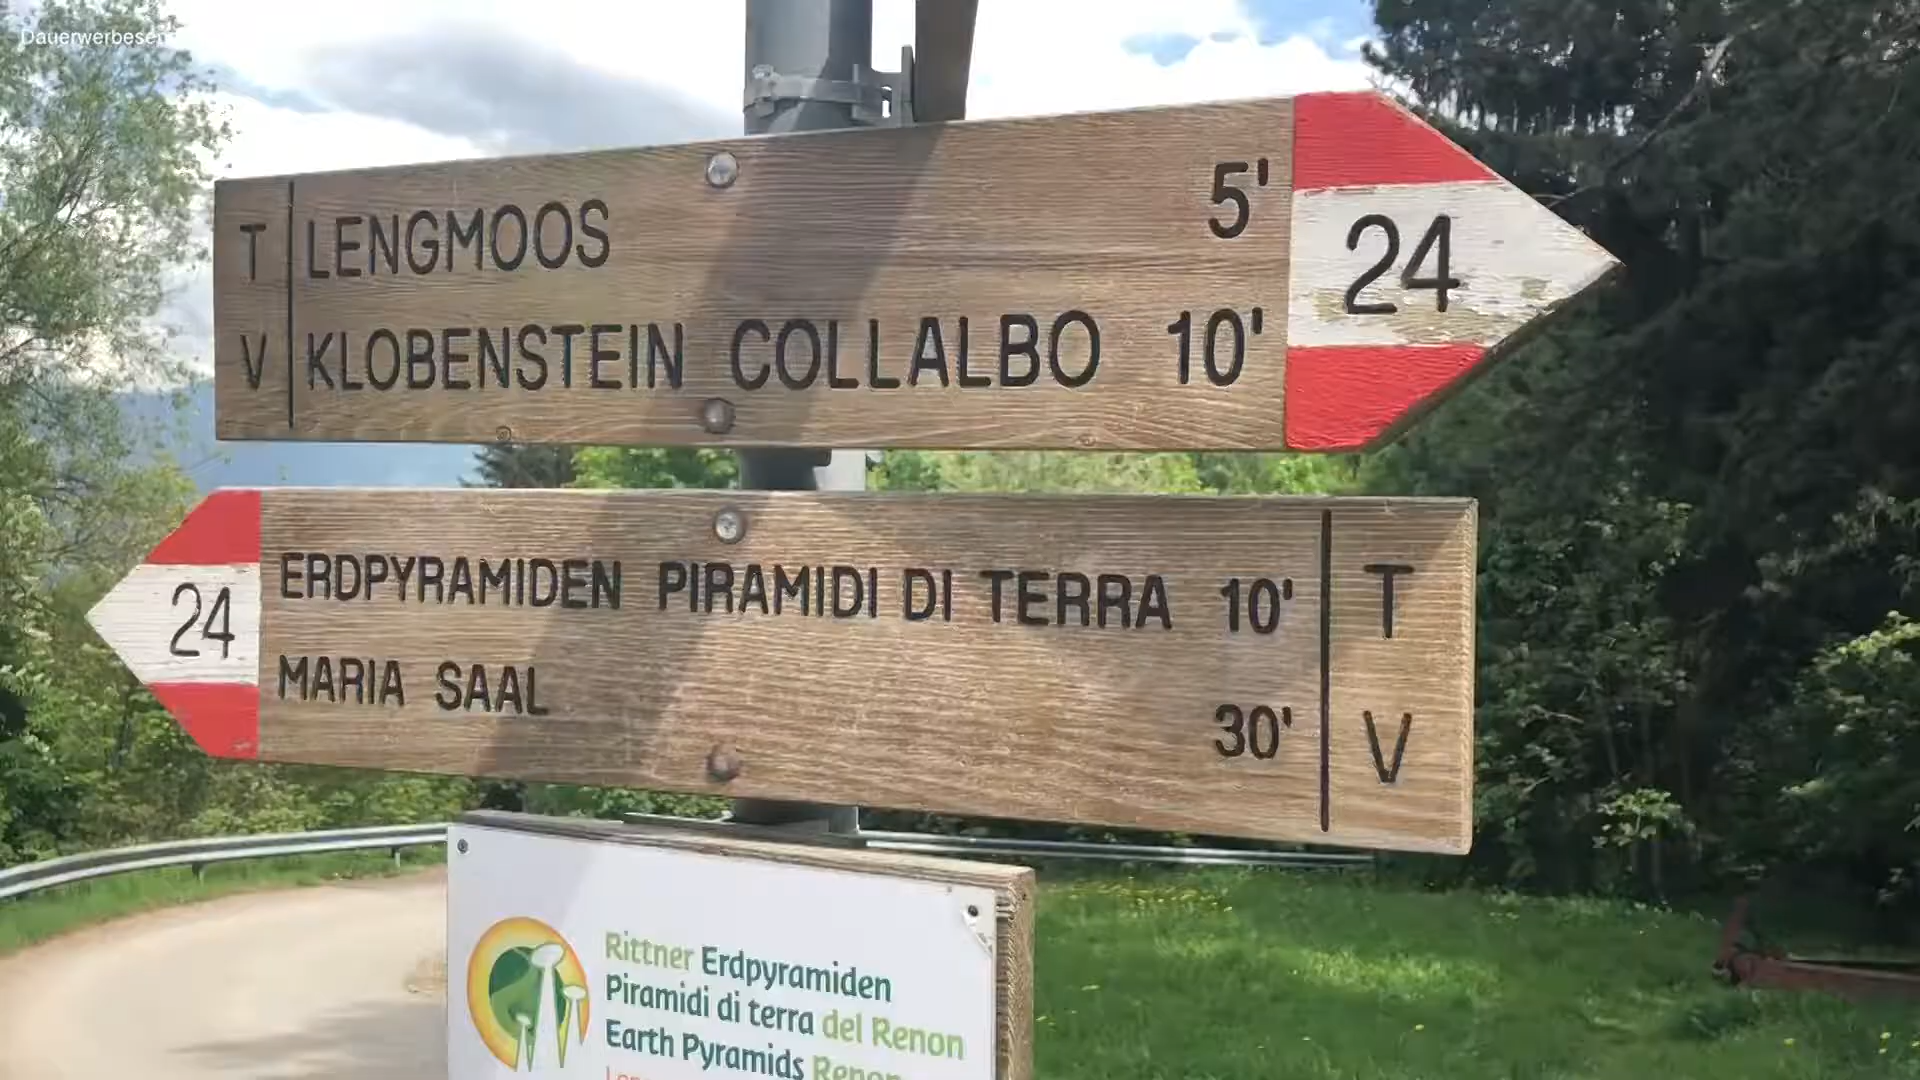 T LENGMOOS 5'
24
V KLOBENSTEIN COLLALBO 10'
24
ERDPYRAMIDEN PIRAMIDI DI TERRA 10' T
MARIA SAAL 30' V
Rittner Erdpyramiden
Piramidi di terra del Renon
Earth Pyramids Renon